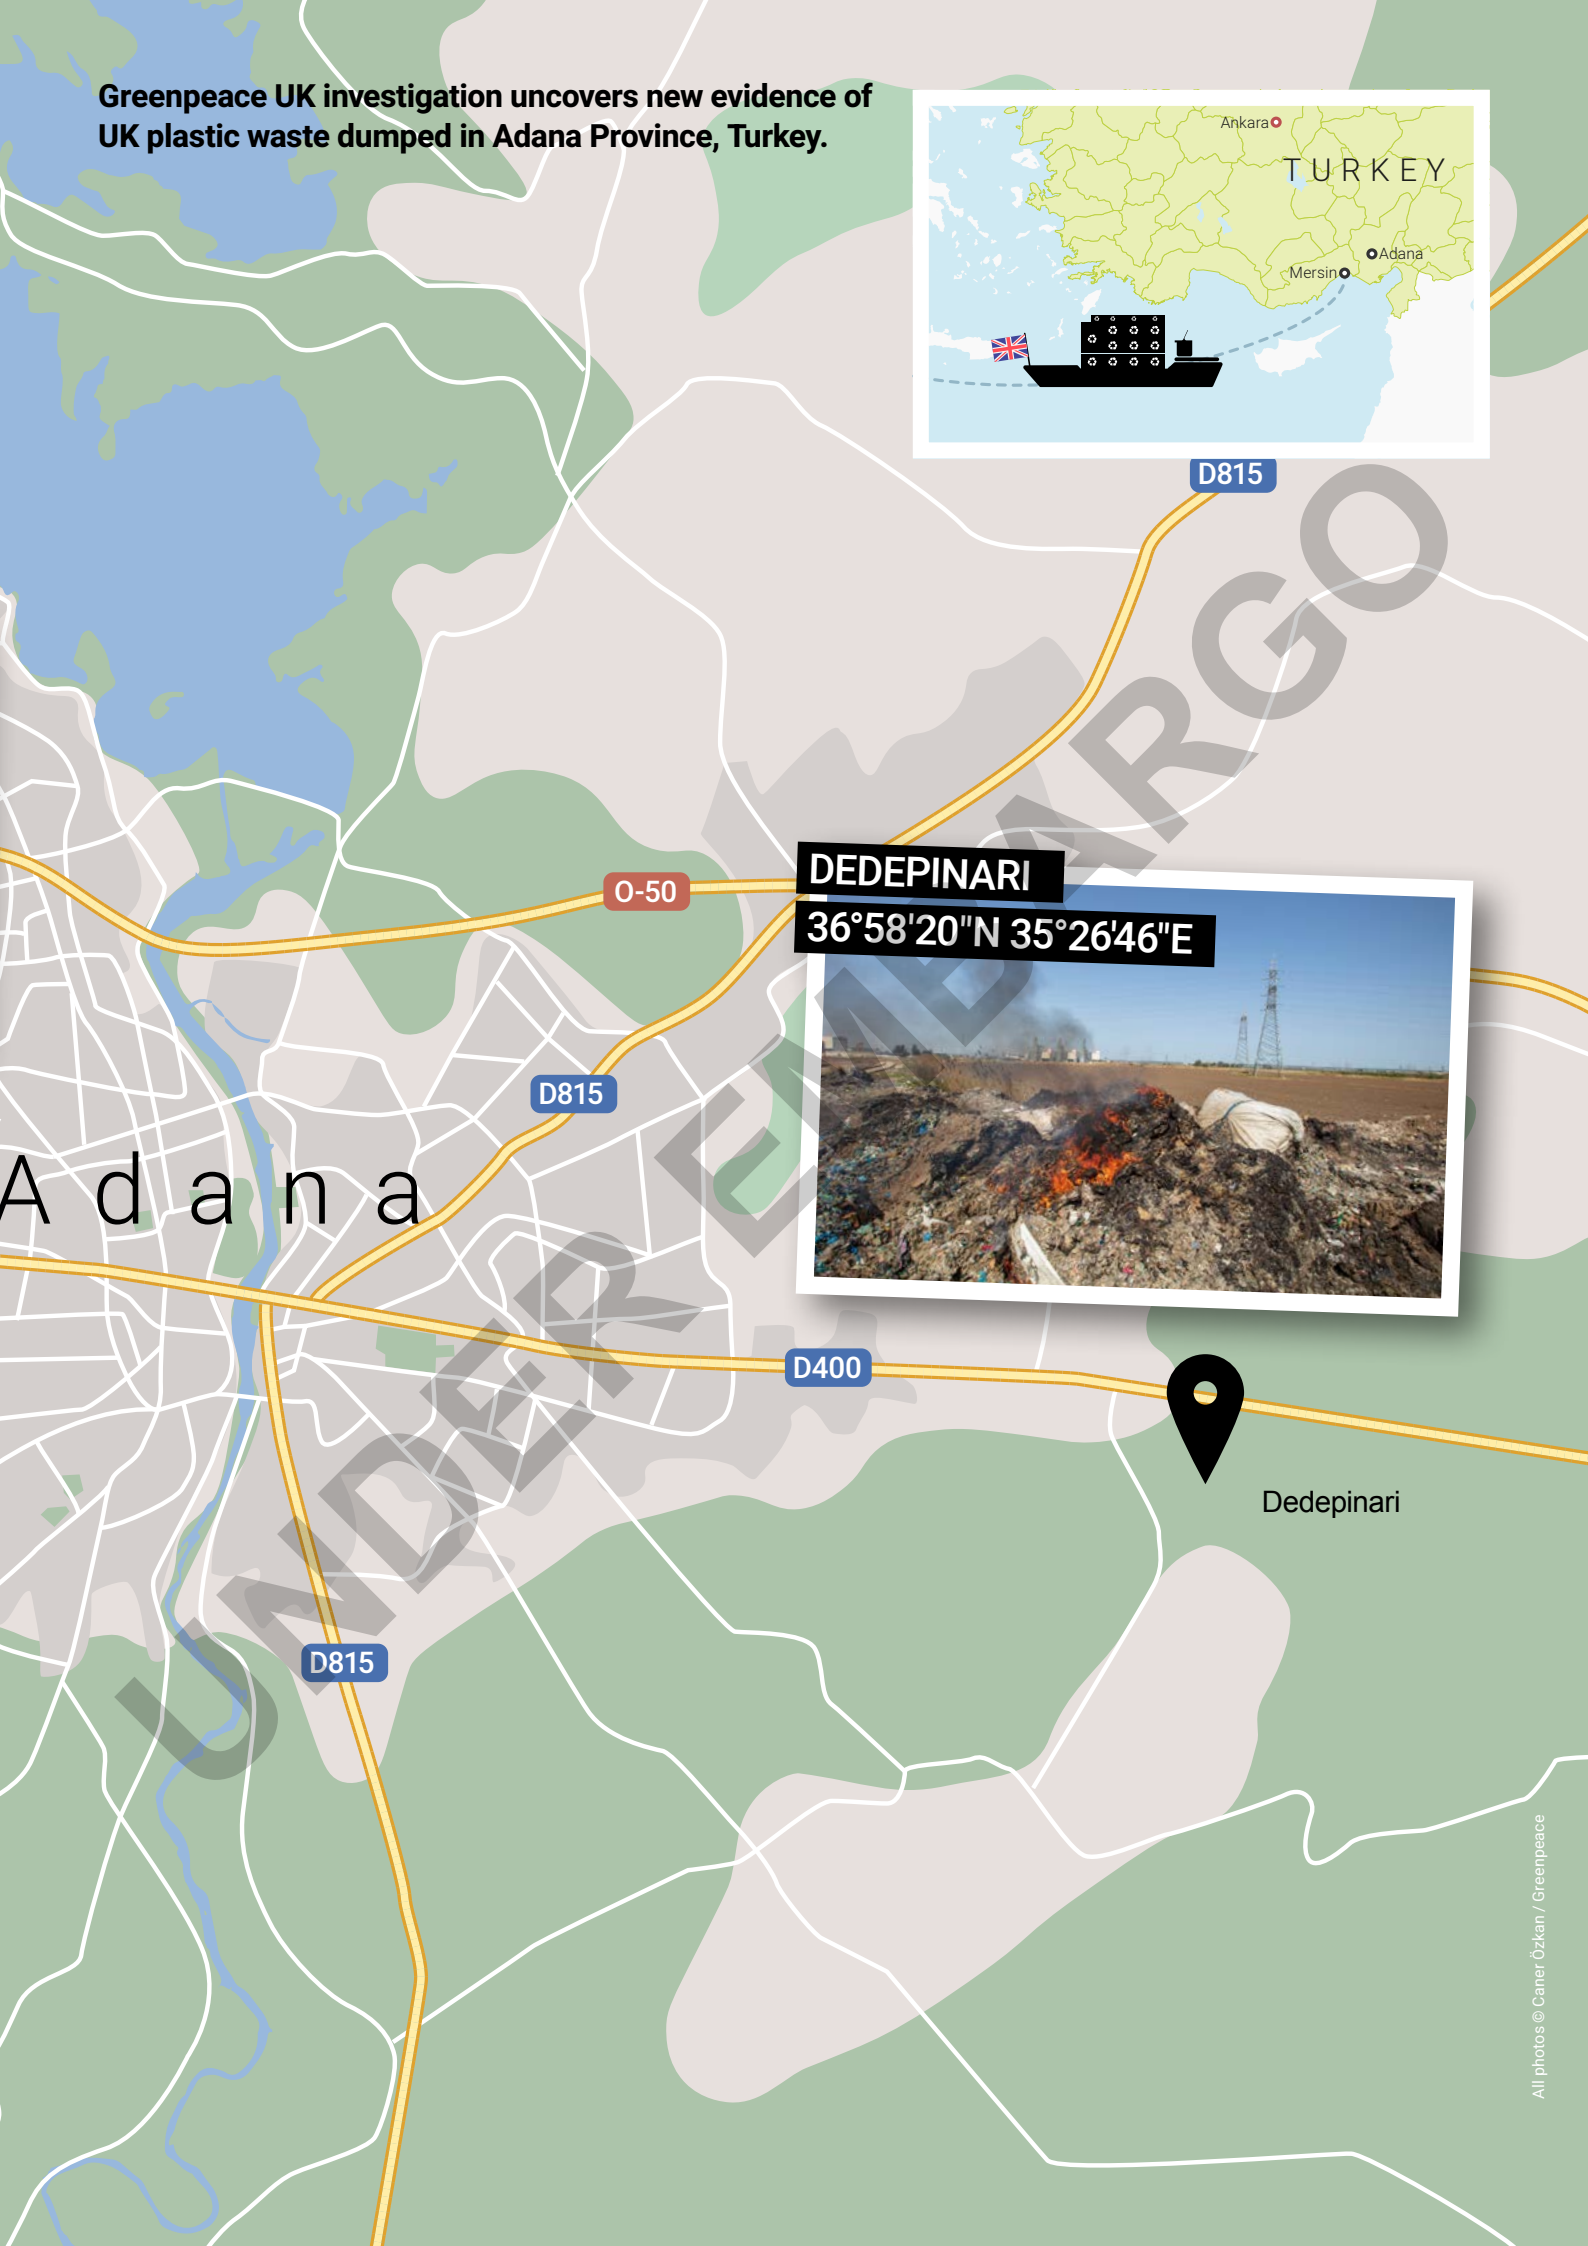 Greenpeace UK investigation uncovers new evidence of
UK plastic waste dumped in Adana Province, Turkey.
Ankara
TURKEY
Adana
Mersin
D815
DEDEPINARI
36°58'20"N 35°26'46"E
O-50
D815
Adana
D400
Dedepinari
D815
UNDER EMBARGO
All photos © Caner Özkan / Greenpeace